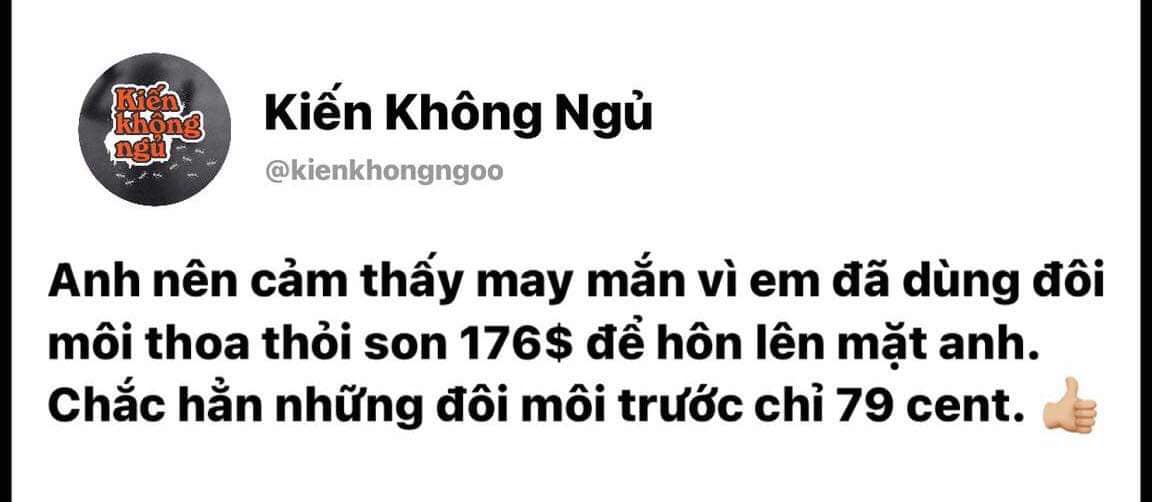 Kiến
không
ngủ
Kiến Không Ngủ
@kienkhongngoo
Anh nên cảm thấy may mắn vì em đã dùng đôi
môi thoa thỏi son 176$ để hôn lên mặt anh.
Chắc hẳn những đôi môi trước chỉ 79 cent. 👍🏼